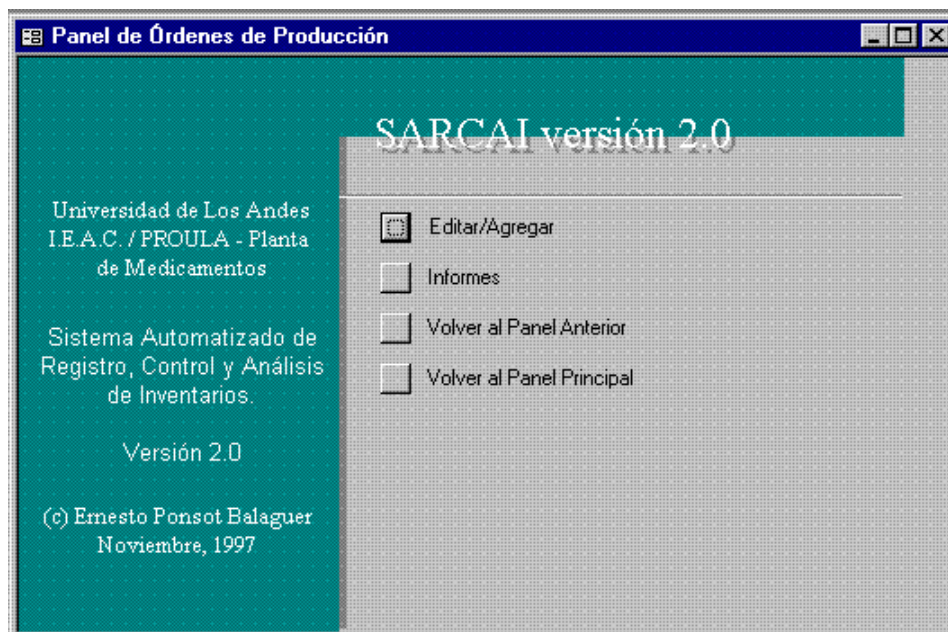 Panel de Órdenes de Producción
SARCAI versión 2.0
Universidad de Los Andes
I.E.A.C. / PROULA - Planta
de Medicamentos
Sistema Automatizado de
Registro, Control y Análisis
de Inventarios.
Versión 2.0
(c) Ernesto Ponsot Balaguer
Noviembre, 1997
Editar/Agregar
Informes
Volver al Panel Anterior
Volver al Panel Principal